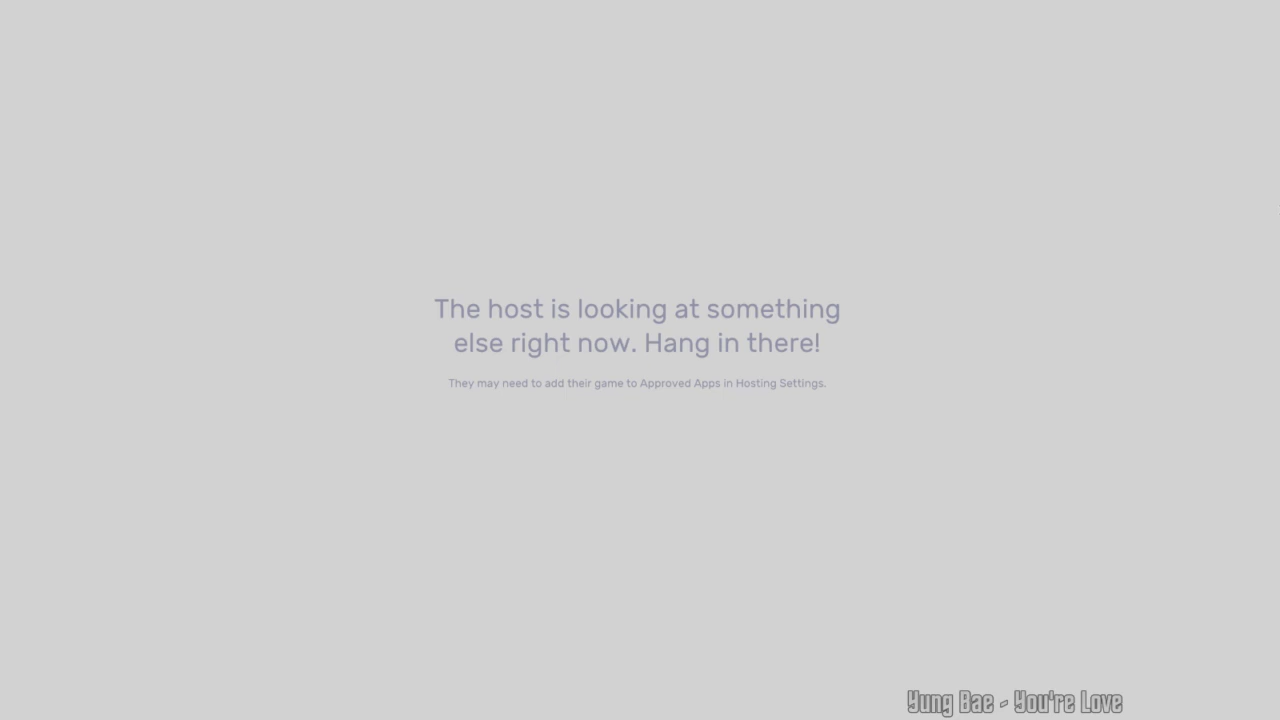 The host is looking at something
else right now. Hang in there!
They may need to add their game to Approved Apps in Hosting Settings.
Yung Bae - You're Love